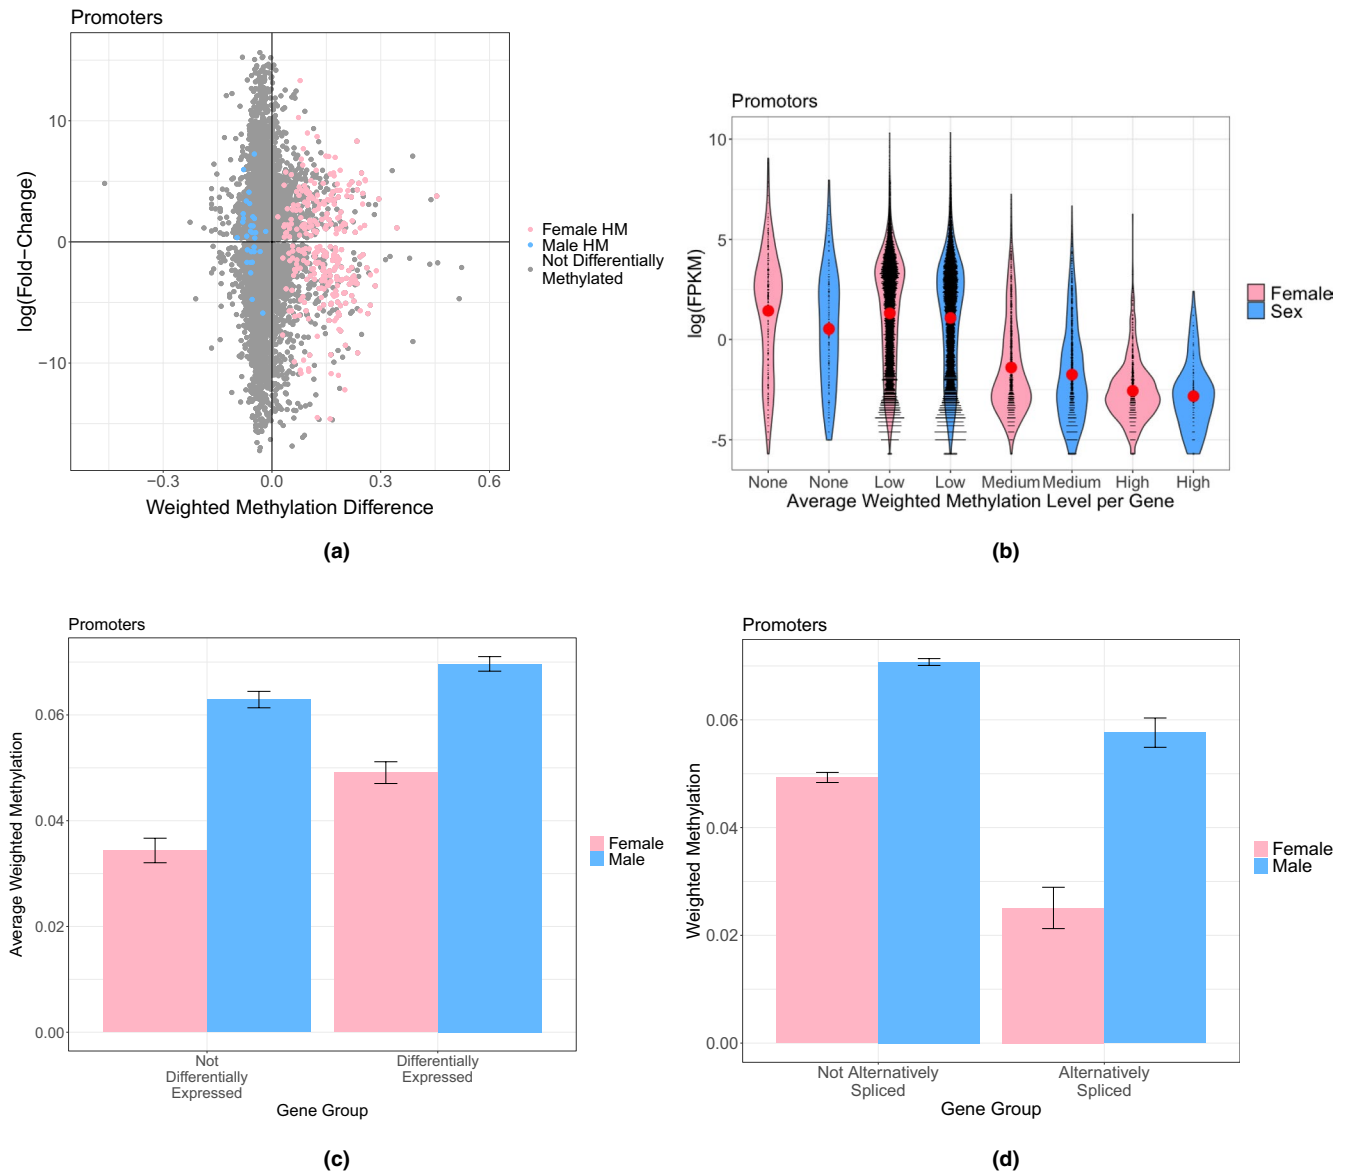 Promoters
log(Fold−Change)
10
0
−10
−0.3
0.0
0.3
0.6
Weighted Methylation Difference
Female HM
Male HM
Not Differentially
Methylated
(a)
Promotors
log(FPKM)
10
5
0
-5
None
None
Low
Low
Medium
Medium
High
High
Average Weighted Methylation Level per Gene
Female
Sex
(b)
Promoters
Average Weighted Methylation
0.06
0.04
0.02
0.00
Not
Differentially
Expressed
Differentially
Expressed
Gene Group
Female
Male
(c)
Promoters
Weighted Methylation
0.06
0.04
0.02
0.00
Not Alternatively
Spliced
Alternatively
Spliced
Gene Group
Female
Male
(d)